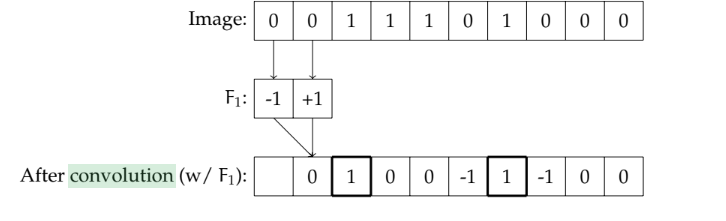 Image: 0 0 1 1 1 0 1 0 0 0
F₁: -1 +1
After convolution (w/ F₁): 0 1 0 0 -1 1 -1 0 0